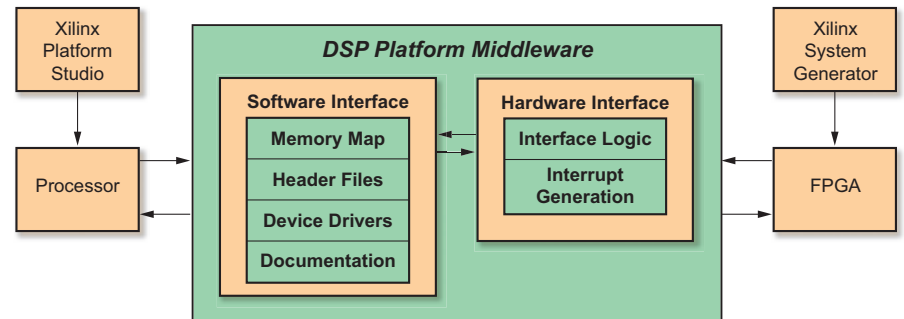 Xilinx
Platform
Studio
Processor
DSP Platform Middleware
Software Interface
Memory Map
Header Files
Device Drivers
Documentation
Hardware Interface
Interface Logic
Interrupt
Generation
Xilinx
System
Generator
FPGA